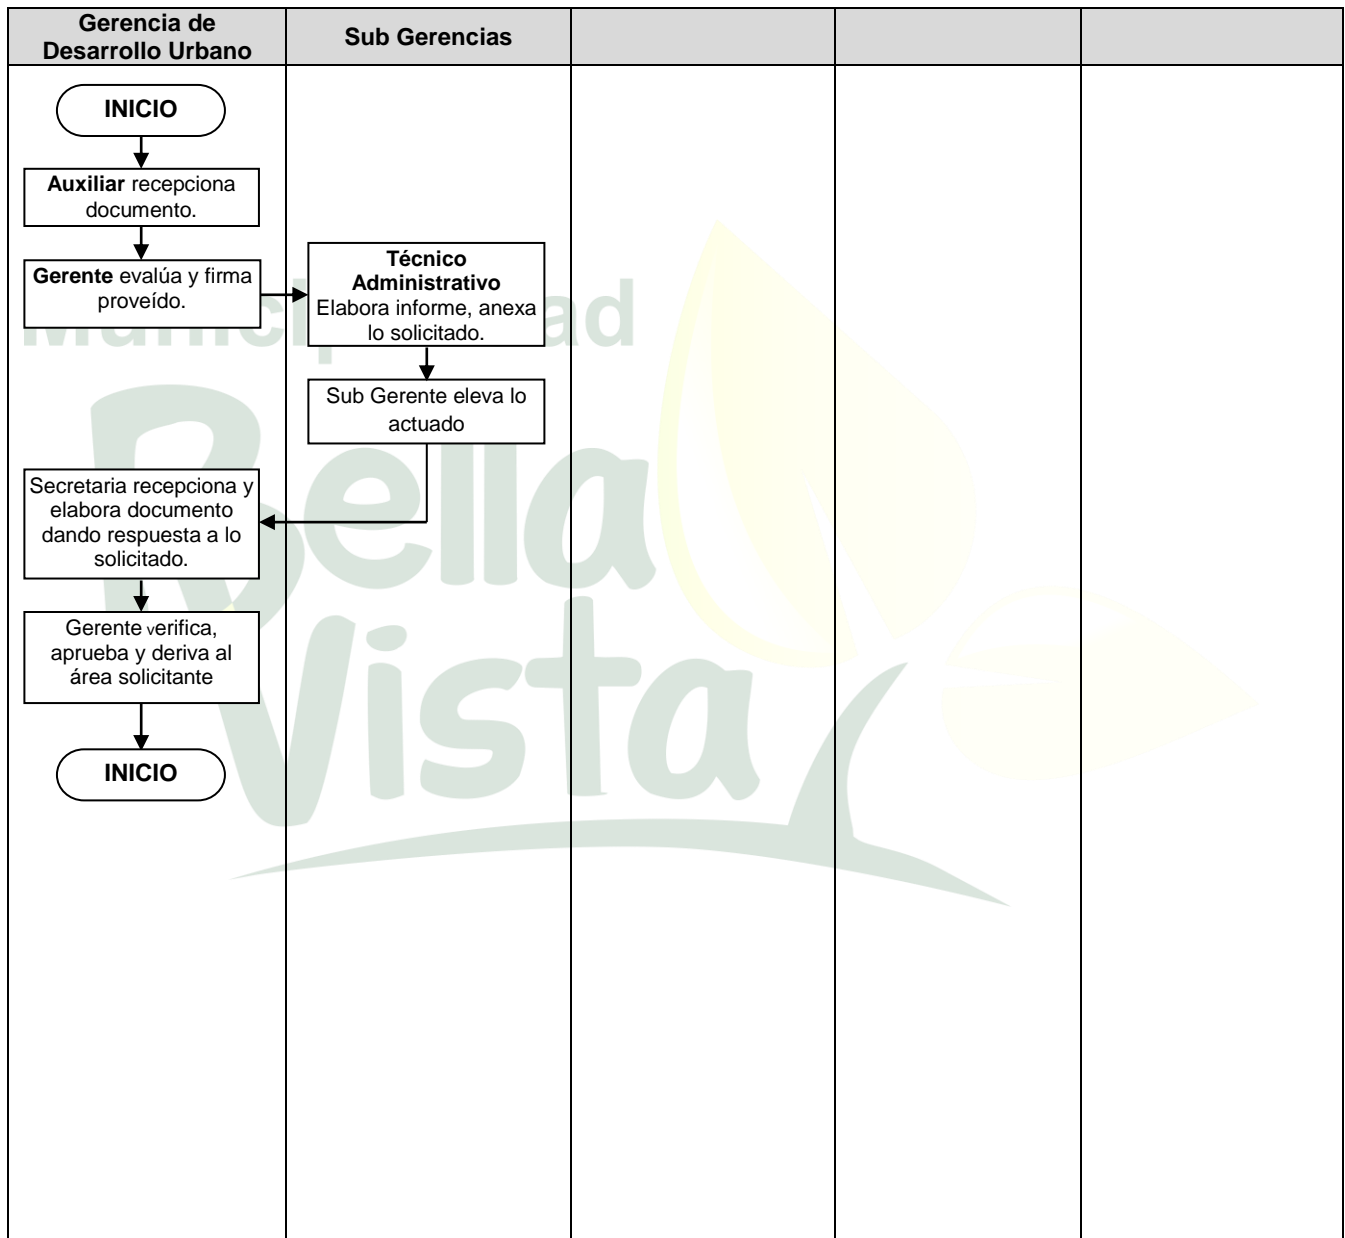 Gerencia de
Desarrollo Urbano
Sub Gerencias
INICIO
Auxiliar recepciona
documento.
Gerente evalúa y firma
proveído.
Técnico
Administrativo
Elabora informe, anexa
lo solicitado.
Sub Gerente eleva lo
actuado
Secretaria recepciona y
elabora documento
dando respuesta a lo
solicitado.
Gerente verifica,
aprueba y deriva al
área solicitante
INICIO
Bella
Vista